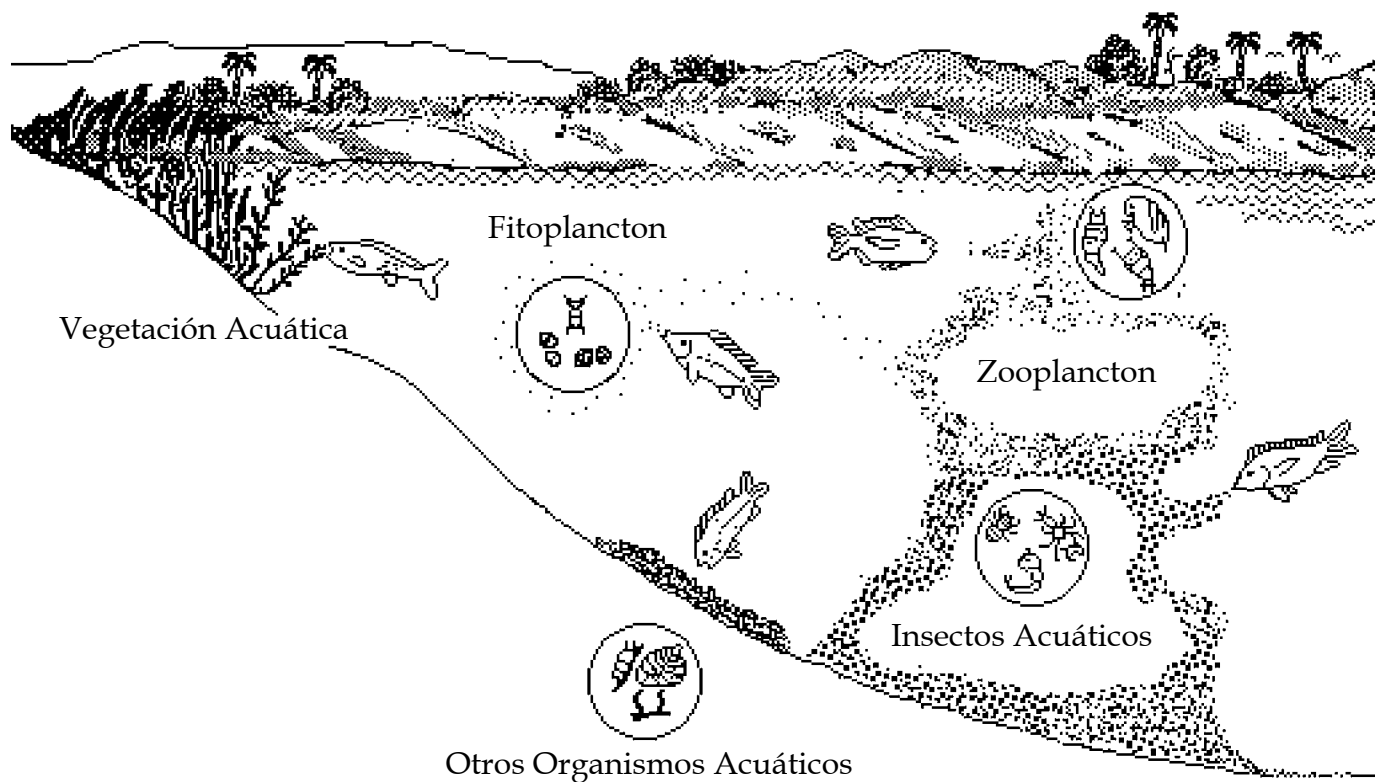 Fitoplancton
Vegetación Acuática
Zooplancton
Insectos Acuáticos
Otros Organismos Acuáticos